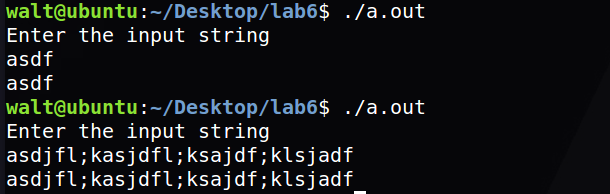 walt@ubuntu:~/Desktop/lab6$ ./a.out
Enter the input string
asdf
asdf
walt@ubuntu:~/Desktop/lab6$ ./a.out
Enter the input string
asdjfl;kasjdfl;ksajdf;klsjadf
asdjfl;kasjdfl;ksajdf;klsjadf